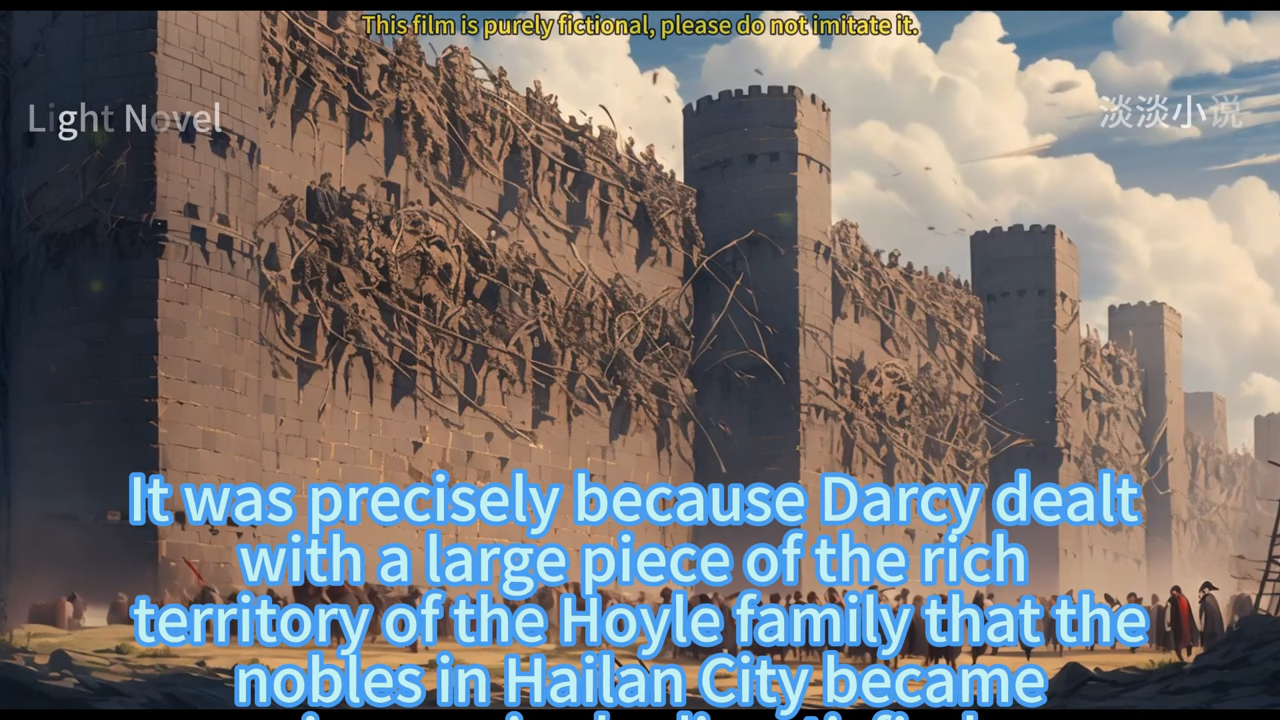 This film is purely fictional, please do not imitate it.
Light Novel
淡淡小说
It was precisely because Darcy dealt
with a large piece of the rich
territory of the Hoyle family that the
nobles in Hailan City became